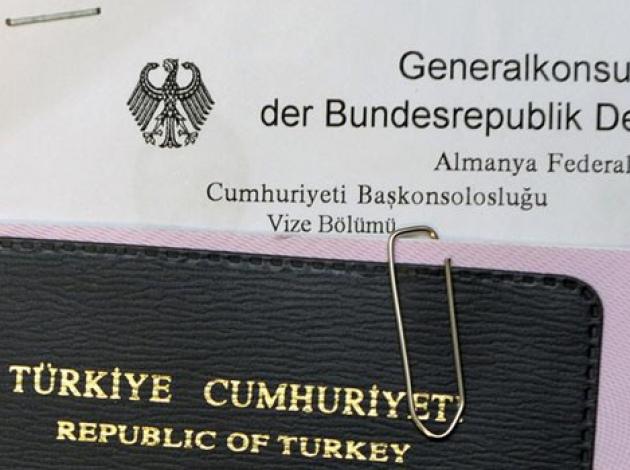 Generalkonsu
der Bundesrepublik De
Almanya Federal
Cumhuriyeti Başkonsolosluğu
Vize Bölümü
TÜRKİYE CUMHURİYETİ
REPUBLIC OF TURKEY